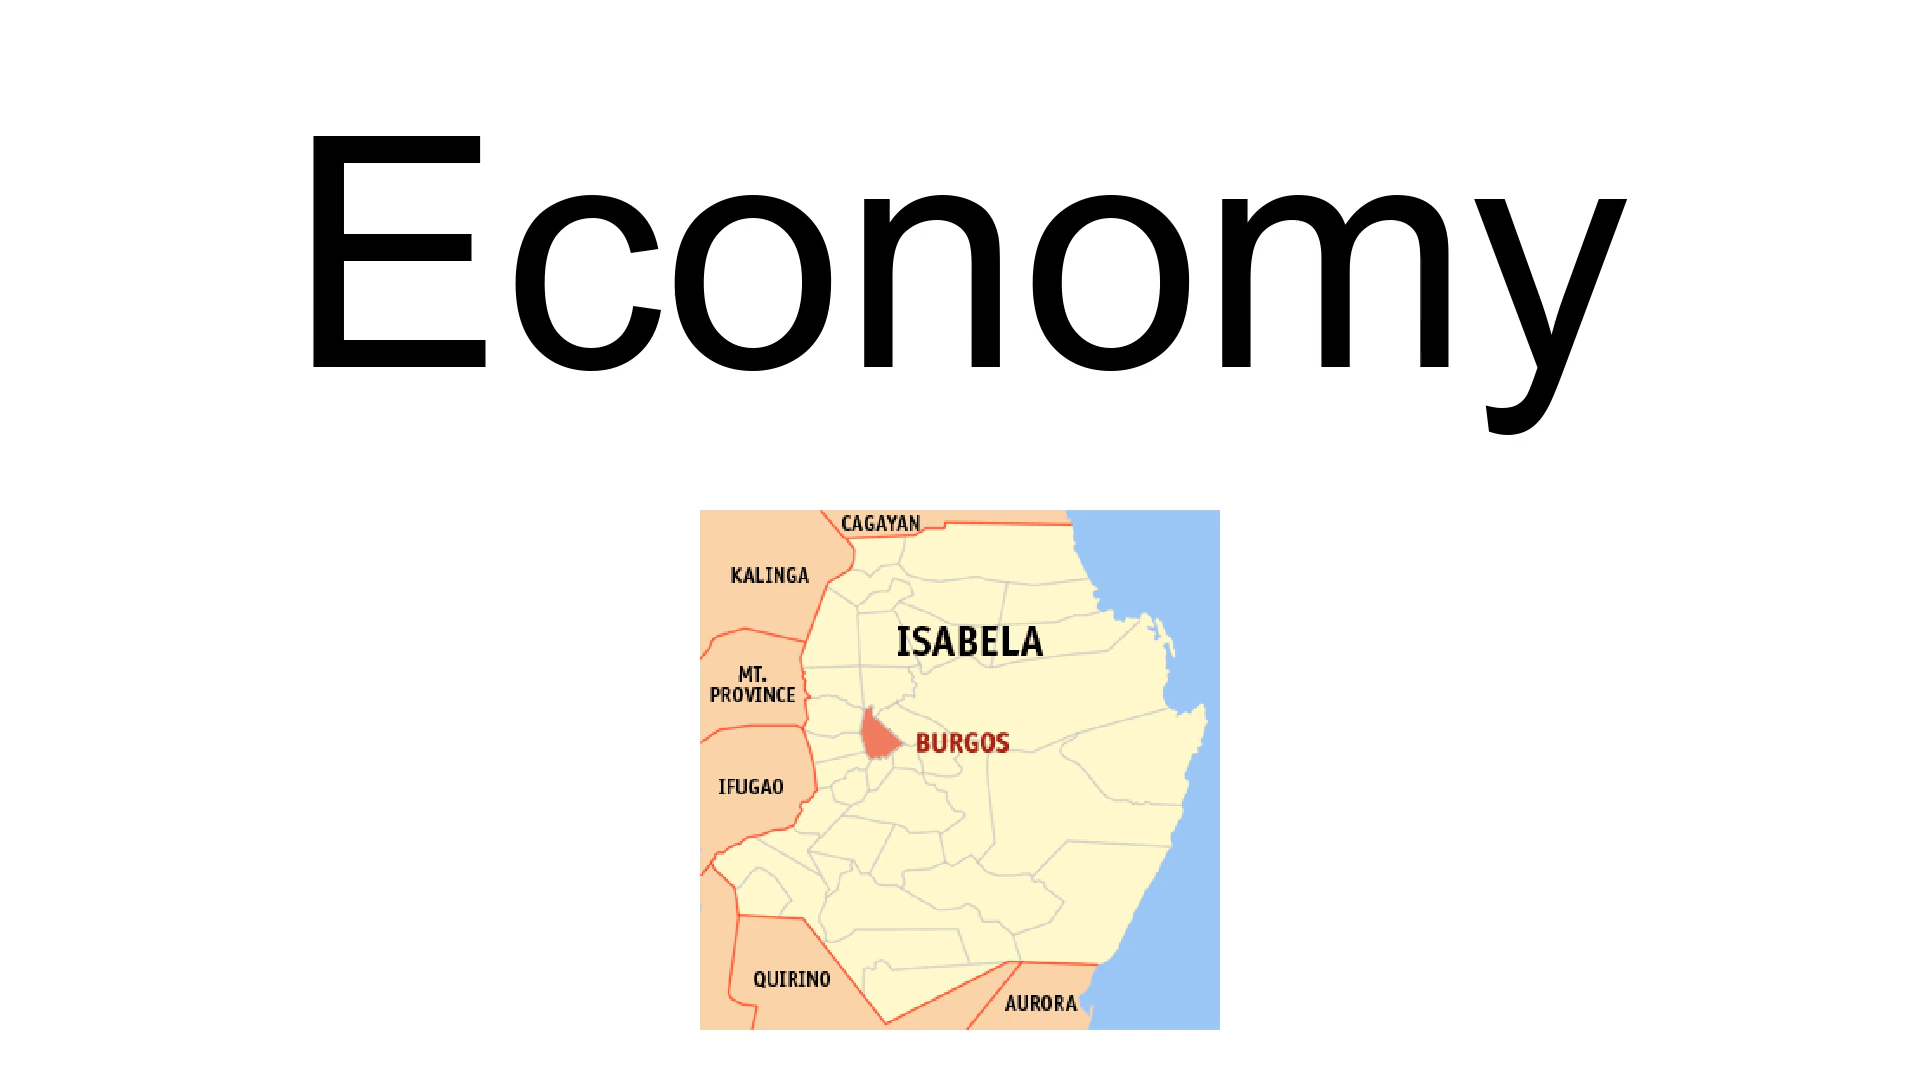 Economy
CAGAYAN
KALINGA
ISABELA
MT.
PROVINCE
BURGOS
IFUGAO
QUIRINO
AURORA